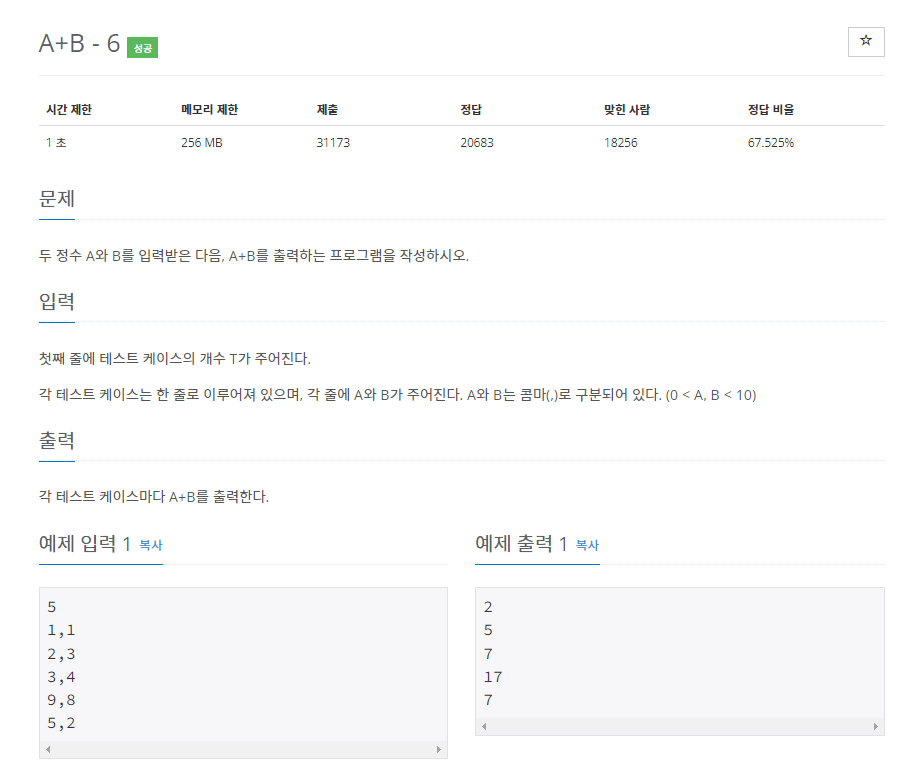 A+B - 6 성공
☆
시간 제한 메모리 제한 제출 정답 맞힌 사람 정답 비율
1 초 256 MB 31173 20683 18256 67.525%
문제
두 정수 A와 B를 입력받은 다음, A+B를 출력하는 프로그램을 작성하시오.
입력
첫째 줄에 테스트 케이스의 개수 T가 주어진다.
각 테스트 케이스는 한 줄로 이루어져 있으며, 각 줄에 A와 B가 주어진다. A와 B는 콤마(,)로 구분되어 있다. (0 < A, B < 10)
출력
각 테스트 케이스마다 A+B를 출력한다.
예제 입력 1 복사
5
1,1
2,3
3,4
9,8
5,2
예제 출력 1 복사
2
5
7
17
7